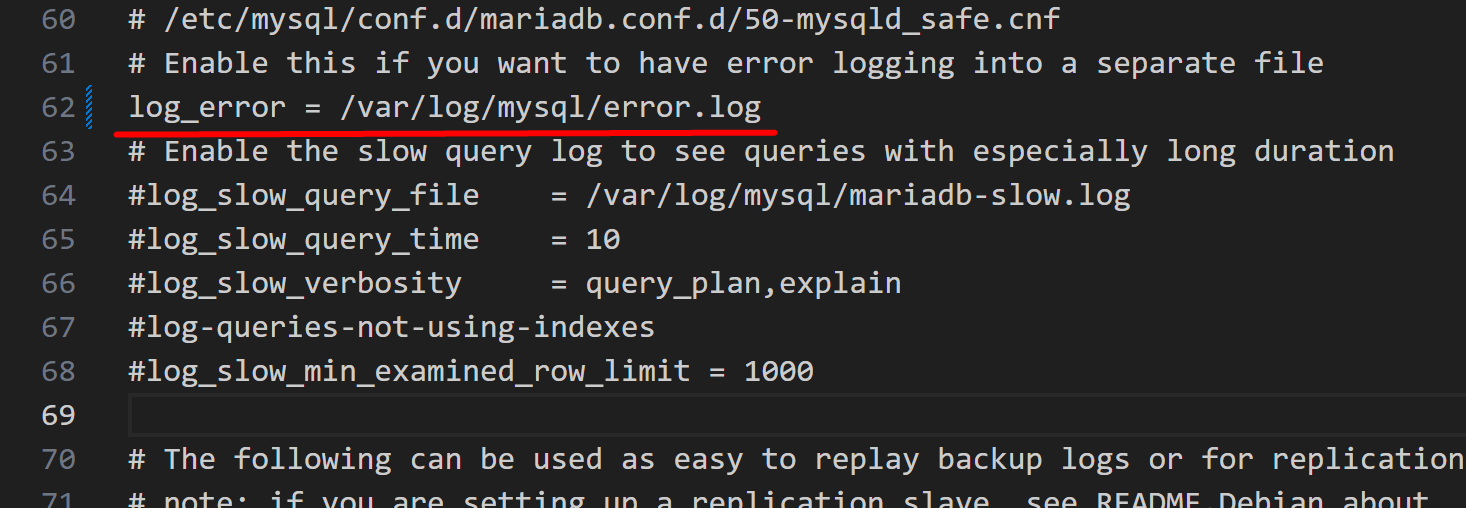 60 # /etc/mysql/conf.d/mariadb.conf.d/50-mysqld_safe.cnf
61 # Enable this if you want to have error logging into a separate file
62 log_error = /var/log/mysql/error.log
63 # Enable the slow query log to see queries with especially long duration
64 #log_slow_query_file    = /var/log/mysql/mariadb-slow.log
65 #log_slow_query_time    = 10
66 #log_slow_verbosity     = query_plan,explain
67 #log-queries-not-using-indexes
68 #log_slow_min_examined_row_limit = 1000
69
70 # The following can be used as easy to replay backup logs or for replication
71 # note: if you are setting up a replication slave, see README.Debian about